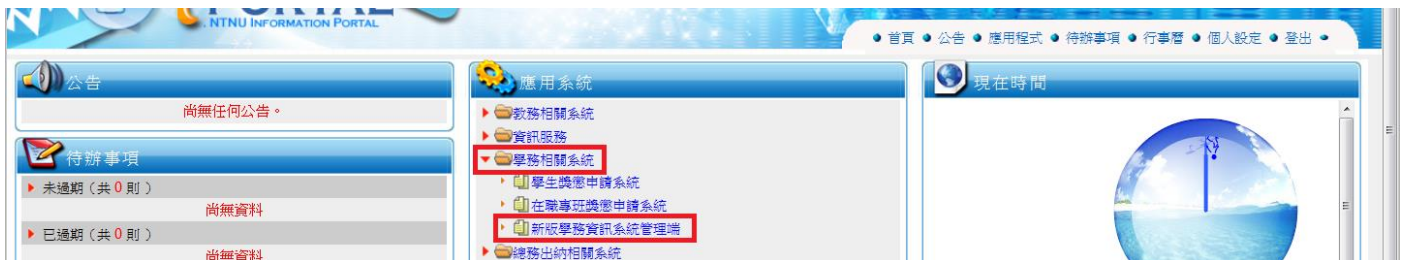 PORTAL
NTNU INFORMATION PORTAL
首頁 公告 應用程式 待辦事項 行事曆 個人設定 登出
公告
尚無任何公告。
待辦事項
未過期(共 0 則)
尚無資料
已過期(共 0 則)
尚無資料
應用系統
教務相關系統
資訊服務
學務相關系統
學生獎懲申請系統
在職專班獎懲申請系統
新版學務資訊系統管理端
總務出納相關系統
現在時間